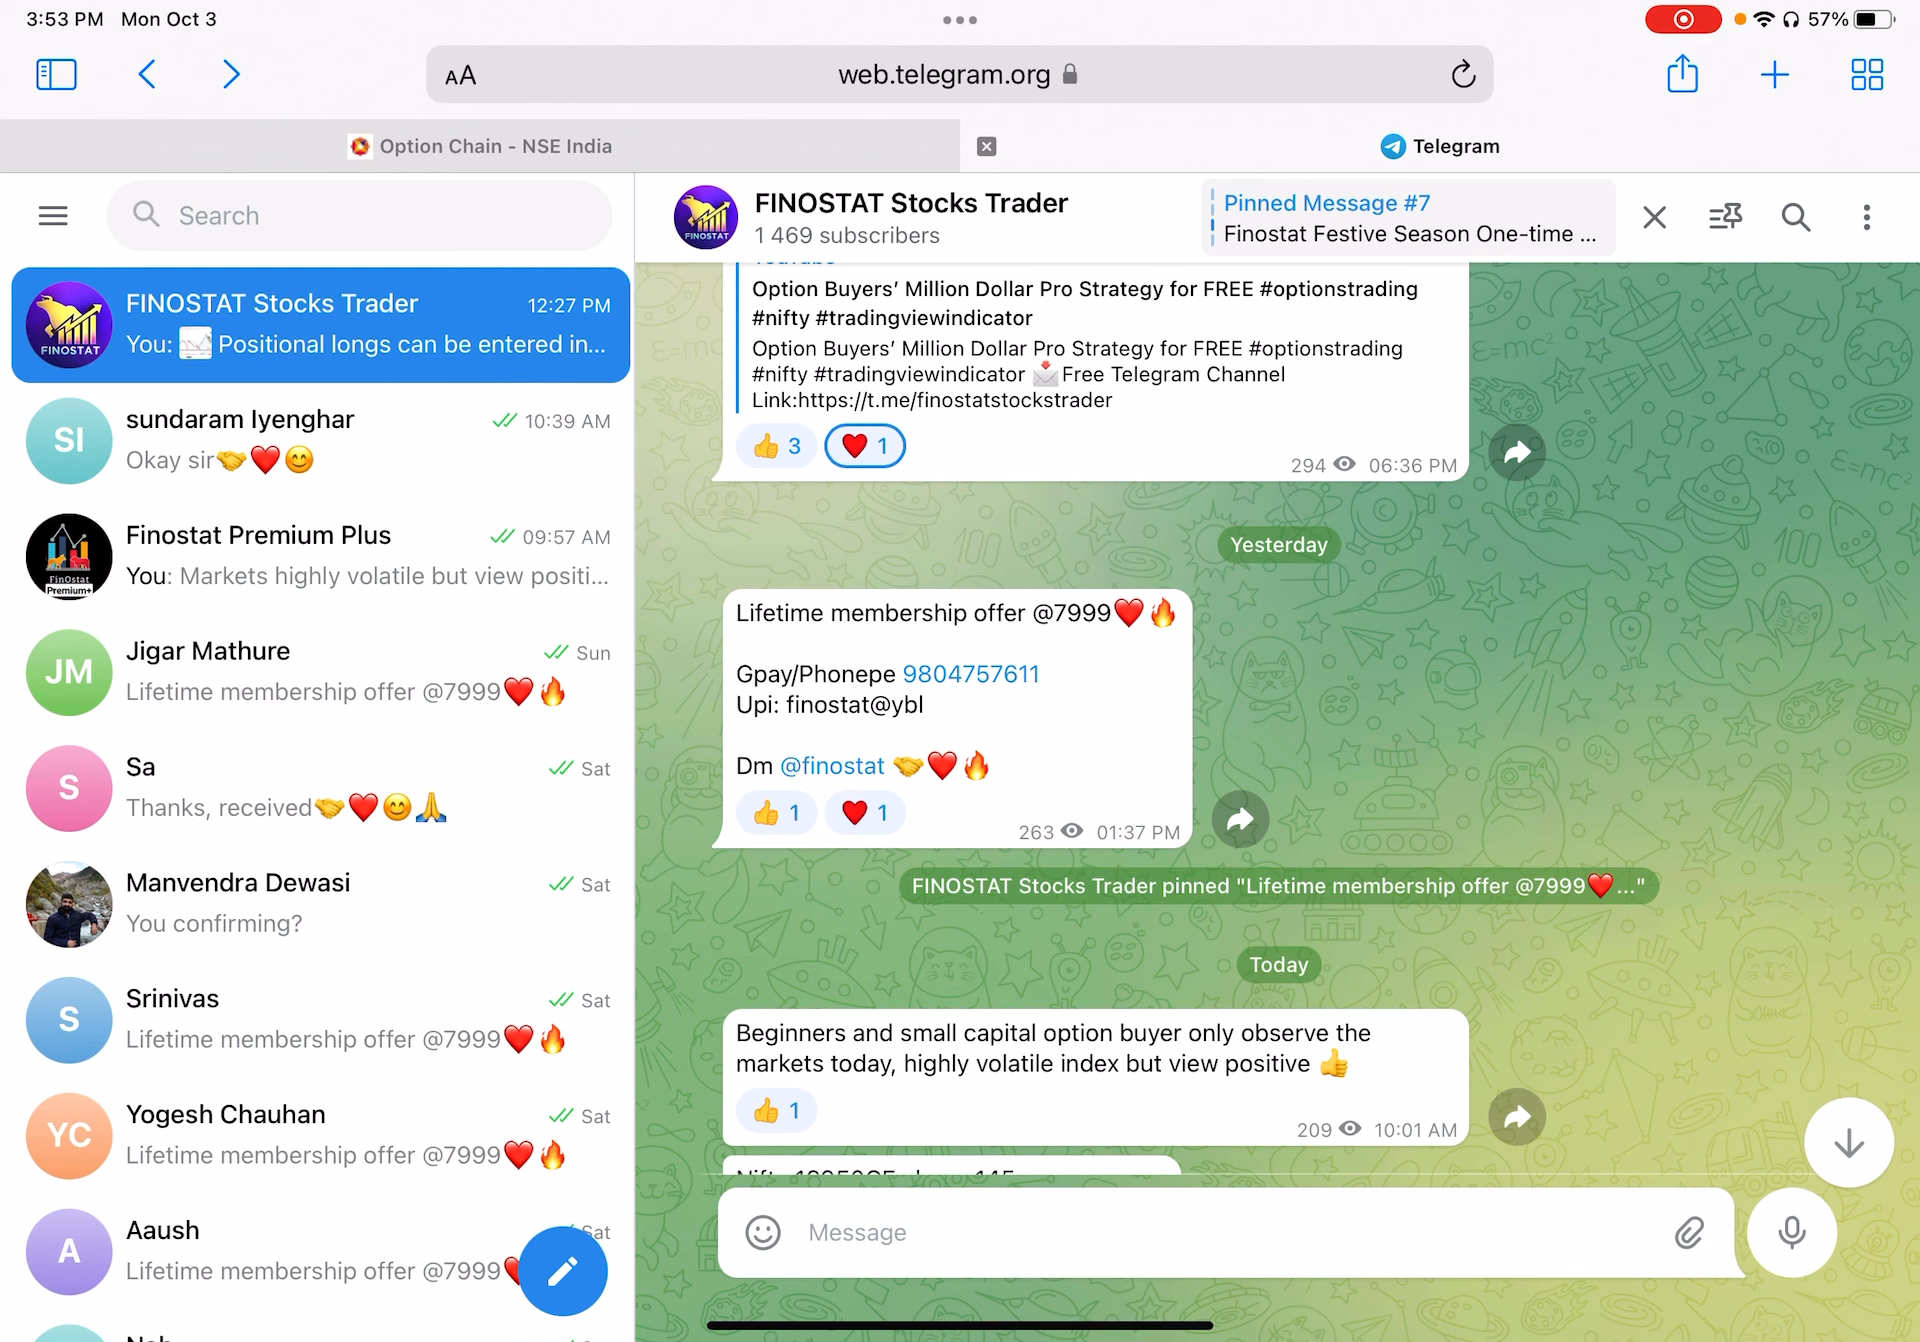 3:53 PM Mon Oct 3
57%
AA
web.telegram.org
Option Chain - NSE India
Telegram
Search
FINOSTAT Stocks Trader
1 469 subscribers
Pinned Message #7
Finostat Festive Season One-time ...
FINOSTAT
FINOSTAT
FINOSTAT Stocks Trader
12:27 PM
You: Positional longs can be entered in...
SI
sundaram Iyenghar
10:39 AM
Okay sir🤝❤️😊
FinOstat
Premium+
Finostat Premium Plus
09:57 AM
You: Markets highly volatile but view positi...
JM
Jigar Mathure
Sun
Lifetime membership offer @7999❤️🔥
S
Sa
Sat
Thanks, received🤝❤️😊🙏
Manvendra Dewasi
Sat
You confirming?
S
Srinivas
Sat
Lifetime membership offer @7999❤️🔥
YC
Yogesh Chauhan
Sat
Lifetime membership offer @7999❤️🔥
A
Aaush
Sat
Lifetime membership offer @7999❤️
Option Buyers’ Million Dollar Pro Strategy for FREE #optionstrading
#nifty #tradingviewindicator
Option Buyers’ Million Dollar Pro Strategy for FREE #optionstrading
#nifty #tradingviewindicator 📩Free Telegram Channel
Link:https://t.me/finostatstockstrader
👍 3 ❤️ 1
294 06:36 PM
Yesterday
Lifetime membership offer @7999❤️🔥
Gpay/Phonepe 9804757611
Upi: finostat@ybl
Dm @finostat 🤝❤️🔥
👍 1 ❤️ 1
263 01:37 PM
FINOSTAT Stocks Trader pinned "Lifetime membership offer @7999❤️..."
Today
Beginners and small capital option buyer only observe the
markets today, highly volatile index but view positive 👍
👍 1
209 10:01 AM
Message